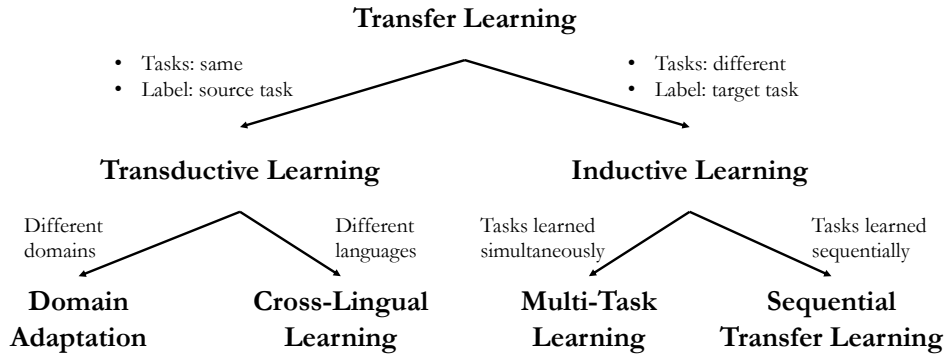 Transfer Learning
• Tasks: same
• Label: source task
• Tasks: different
• Label: target task
Transductive Learning
Inductive Learning
Different
domains
Different
languages
Tasks learned
simultaneously
Tasks learned
sequentially
Domain
Adaptation
Cross-Lingual
Learning
Multi-Task
Learning
Sequential
Transfer Learning